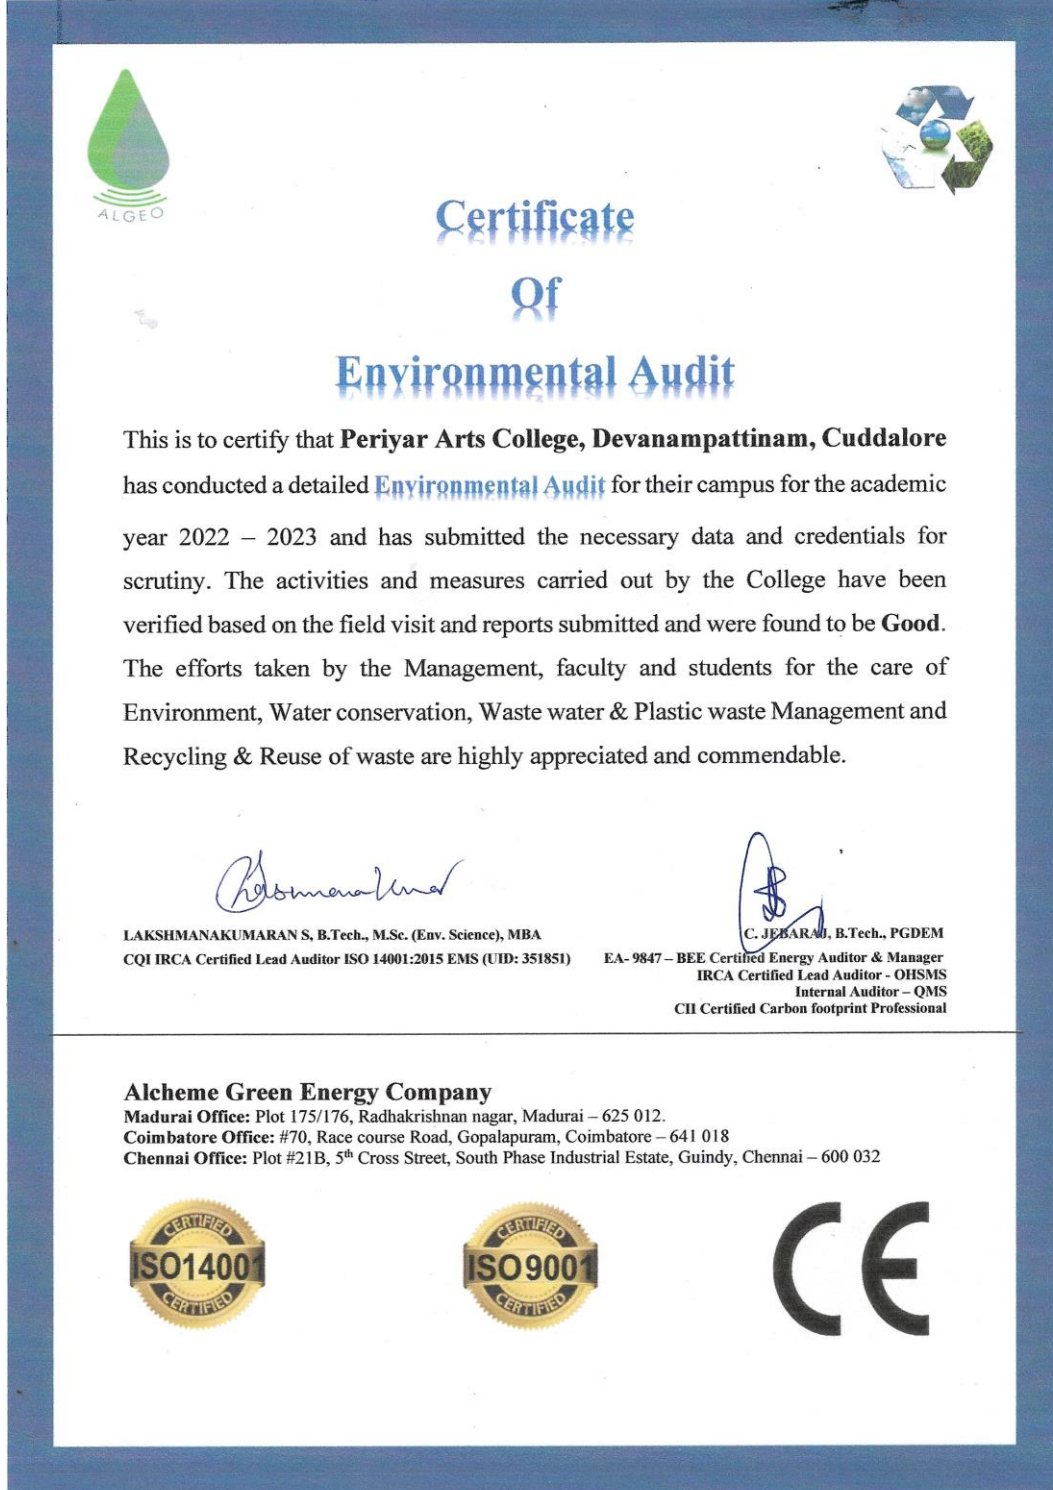 ALGEO
Certificate
Of
Environmental Audit
This is to certify that Periyar Arts College, Devanampattinam, Cuddalore
has conducted a detailed Environmental Audit for their campus for the academic
year 2022 – 2023 and has submitted the necessary data and credentials for
scrutiny. The activities and measures carried out by the College have been
verified based on the field visit and reports submitted and were found to be Good.
The efforts taken by the Management, faculty and students for the care of
Environment, Water conservation, Waste water & Plastic waste Management and
Recycling & Reuse of waste are highly appreciated and commendable.
LAKSHMANAKUMARAN S, B.Tech., M.Sc. (Env. Science), MBA
CQI IRCA Certified Lead Auditor ISO 14001:2015 EMS (UID: 351851)
C. JEBARAJ, B.Tech., PGDEM
EA- 9847 – BEE Certified Energy Auditor & Manager
IRCA Certified Lead Auditor - OHSMS
Internal Auditor – QMS
CII Certified Carbon footprint Professional
Alcheme Green Energy Company
Madurai Office: Plot 175/176, Radhakrishnan nagar, Madurai – 625 012.
Coimbatore Office: #70, Race course Road, Gopalapuram, Coimbatore – 641 018
Chennai Office: Plot #21B, 5th Cross Street, South Phase Industrial Estate, Guindy, Chennai – 600 032
CERTIFIED
ISO14001
CERTIFIED
CERTIFIED
ISO9001
CERTIFIED
CE